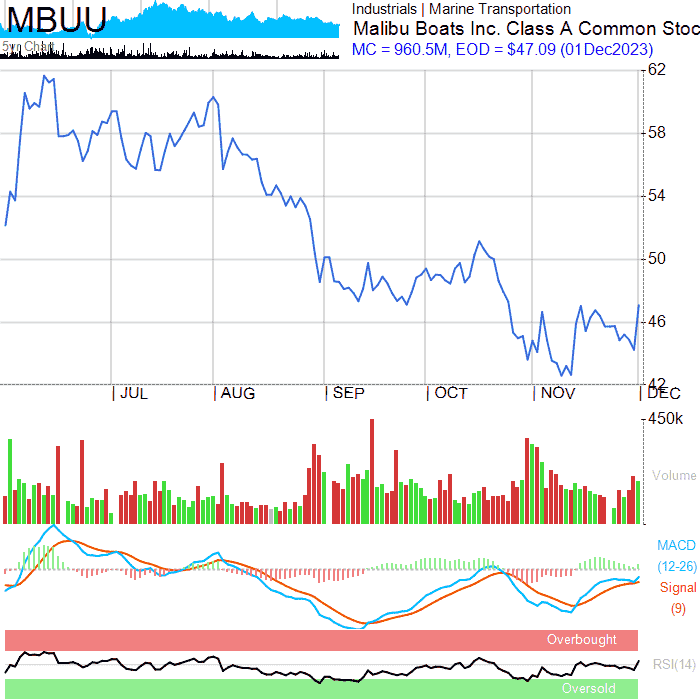 MBUU
5yr Chart
Industrials | Marine Transportation
Malibu Boats Inc. Class A Common Stoc
MC = 960.5M, EOD = $47.09 (01Dec2023)
62
58
54
50
46
42
| JUL | AUG | SEP | OCT | NOV | DEC
450k
Volume
MACD
(12-26)
Signal
(9)
Overbought
RSI(14)
Oversold